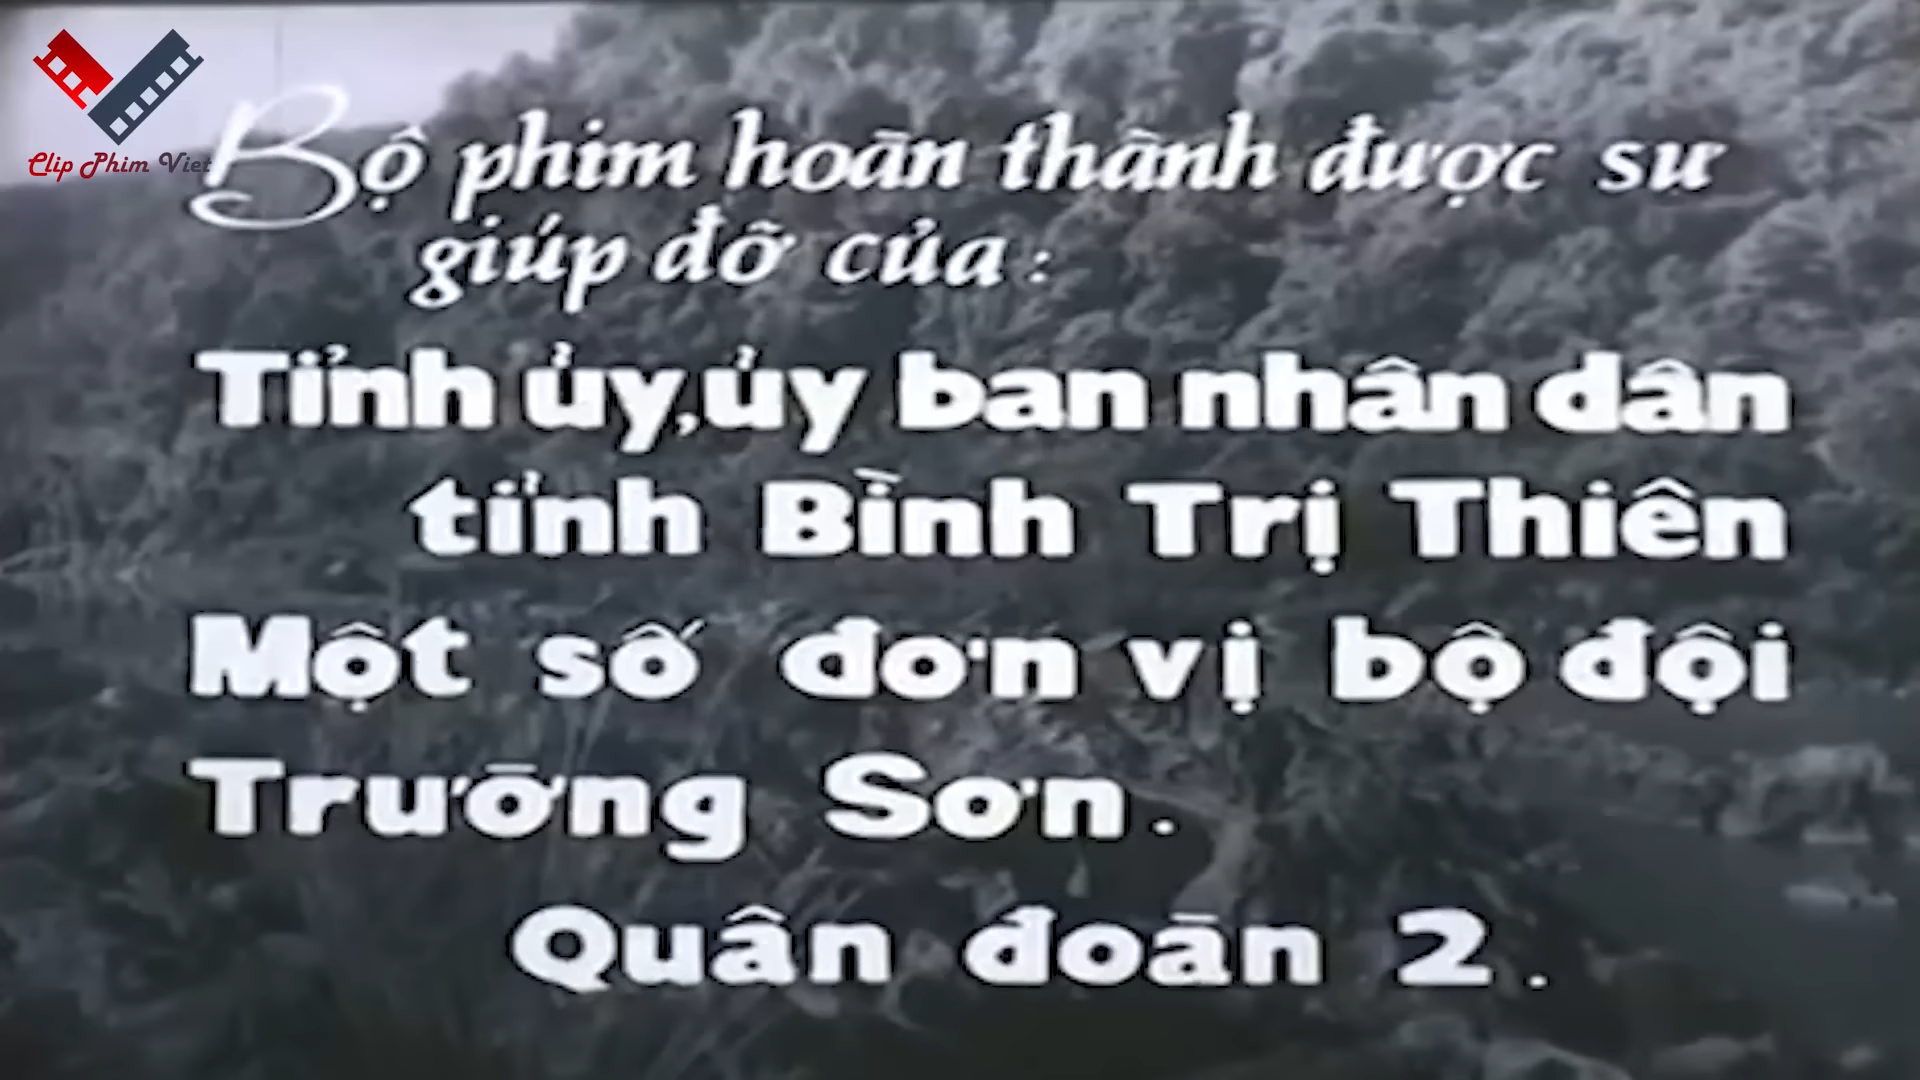 Clip Phim Viet
Bộ phim hoàn thành được sư
giúp đỡ của:
Tỉnh ủy, ủy ban nhân dân
tỉnh Bình Trị Thiên
Một số đơn vị bộ đội
Trường Sơn.
Quân đoàn 2.